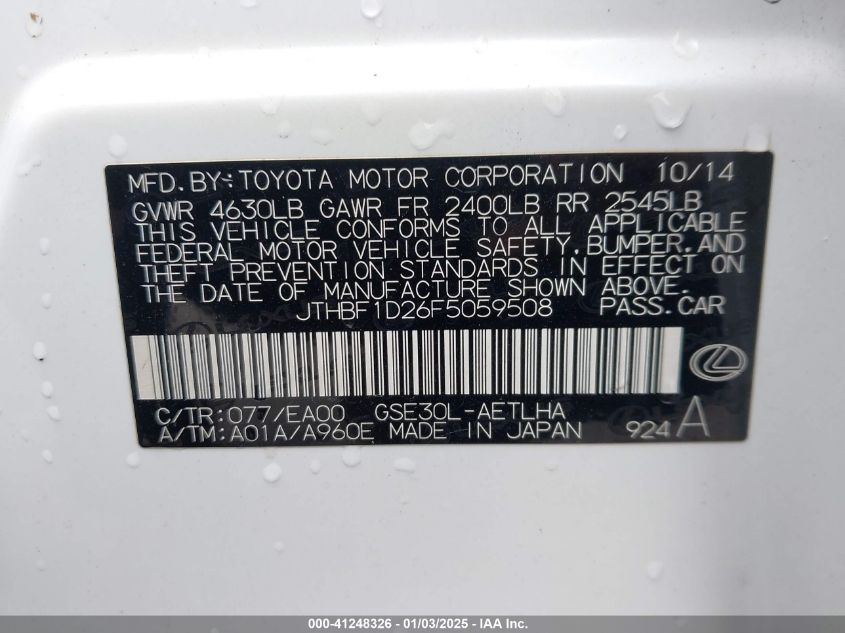 MFD. BY: TOYOTA MOTOR CORPORATION 10/14
GVWR 4630LB GAWR FR 2400LB RR 2545LB
THIS VEHICLE CONFORMS TO ALL APPLICABLE
FEDERAL MOTOR VEHICLE SAFETY, BUMPER, AND
THEFT PREVENTION STANDARDS IN EFFECT ON
THE DATE OF MANUFACTURE SHOWN ABOVE.
JTHBF1D26F5059508 PASS. CAR
C/TR: 077/EA00 GSE30L-AETLHA
A/TM: A01A/A960E MADE IN JAPAN 924 A
000-41248326 - 01/03/2025 - IAA Inc.